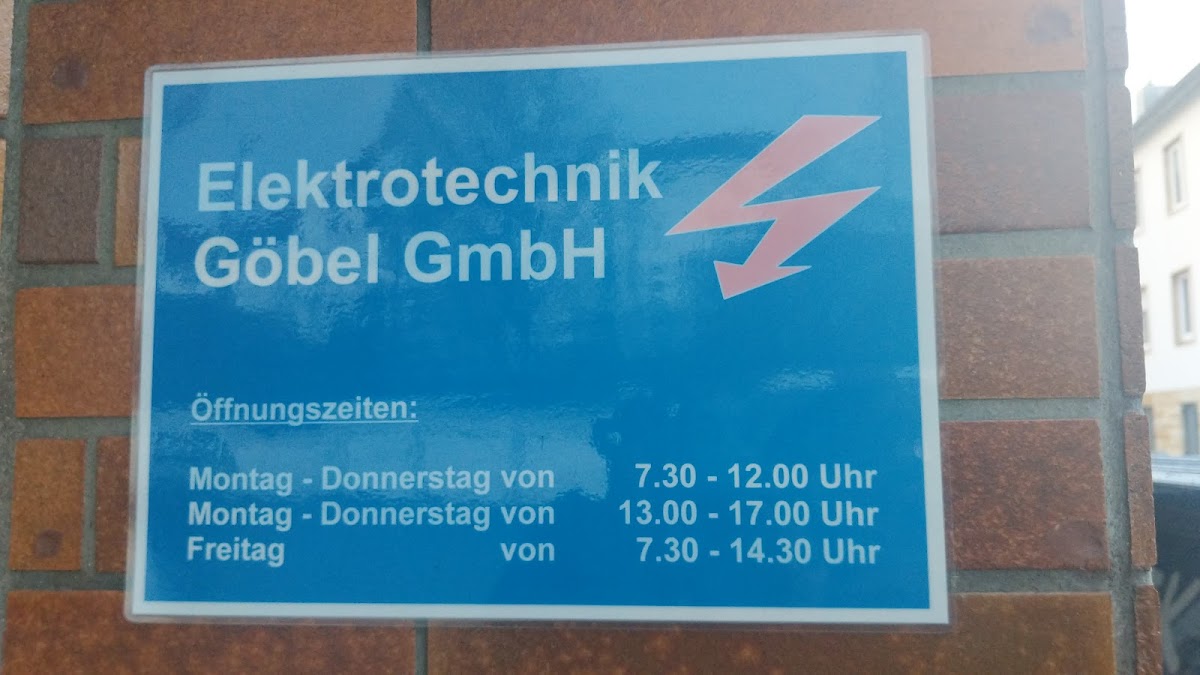 Elektrotechnik
Göbel GmbH
Öffnungszeiten:
Montag - Donnerstag von 7.30 - 12.00 Uhr
Montag - Donnerstag von 13.00 - 17.00 Uhr
Freitag von 7.30 - 14.30 Uhr